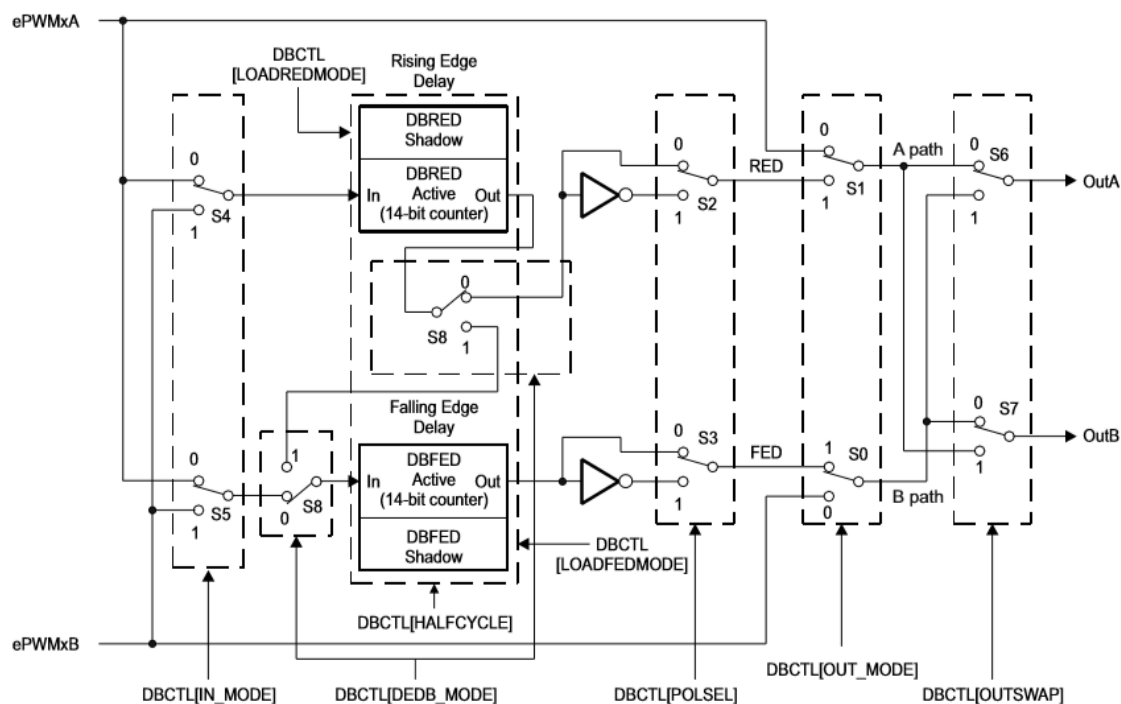 ePWMxA
DBCTL
[LOADREDMODE]
Rising Edge
Delay
DBRED
Shadow
DBRED
Active
(14-bit counter)
In
Out
0
S4
1
0
S2
1
RED
0
S1
1
A path
0
S6
1
OutA
0
S8
1
Falling Edge
Delay
0
S5
1
1
S8
0
In
DBFED
Active
(14-bit counter)
Out
DBFED
Shadow
0
S3
1
FED
1
S0
0
B path
0
S7
1
OutB
DBCTL
[LOADFEDMODE]
DBCTL[HALFCYCLE]
ePWMxB
DBCTL[IN_MODE]
DBCTL[DEDB_MODE]
DBCTL[POLSEL]
DBCTL[OUT_MODE]
DBCTL[OUTSWAP]